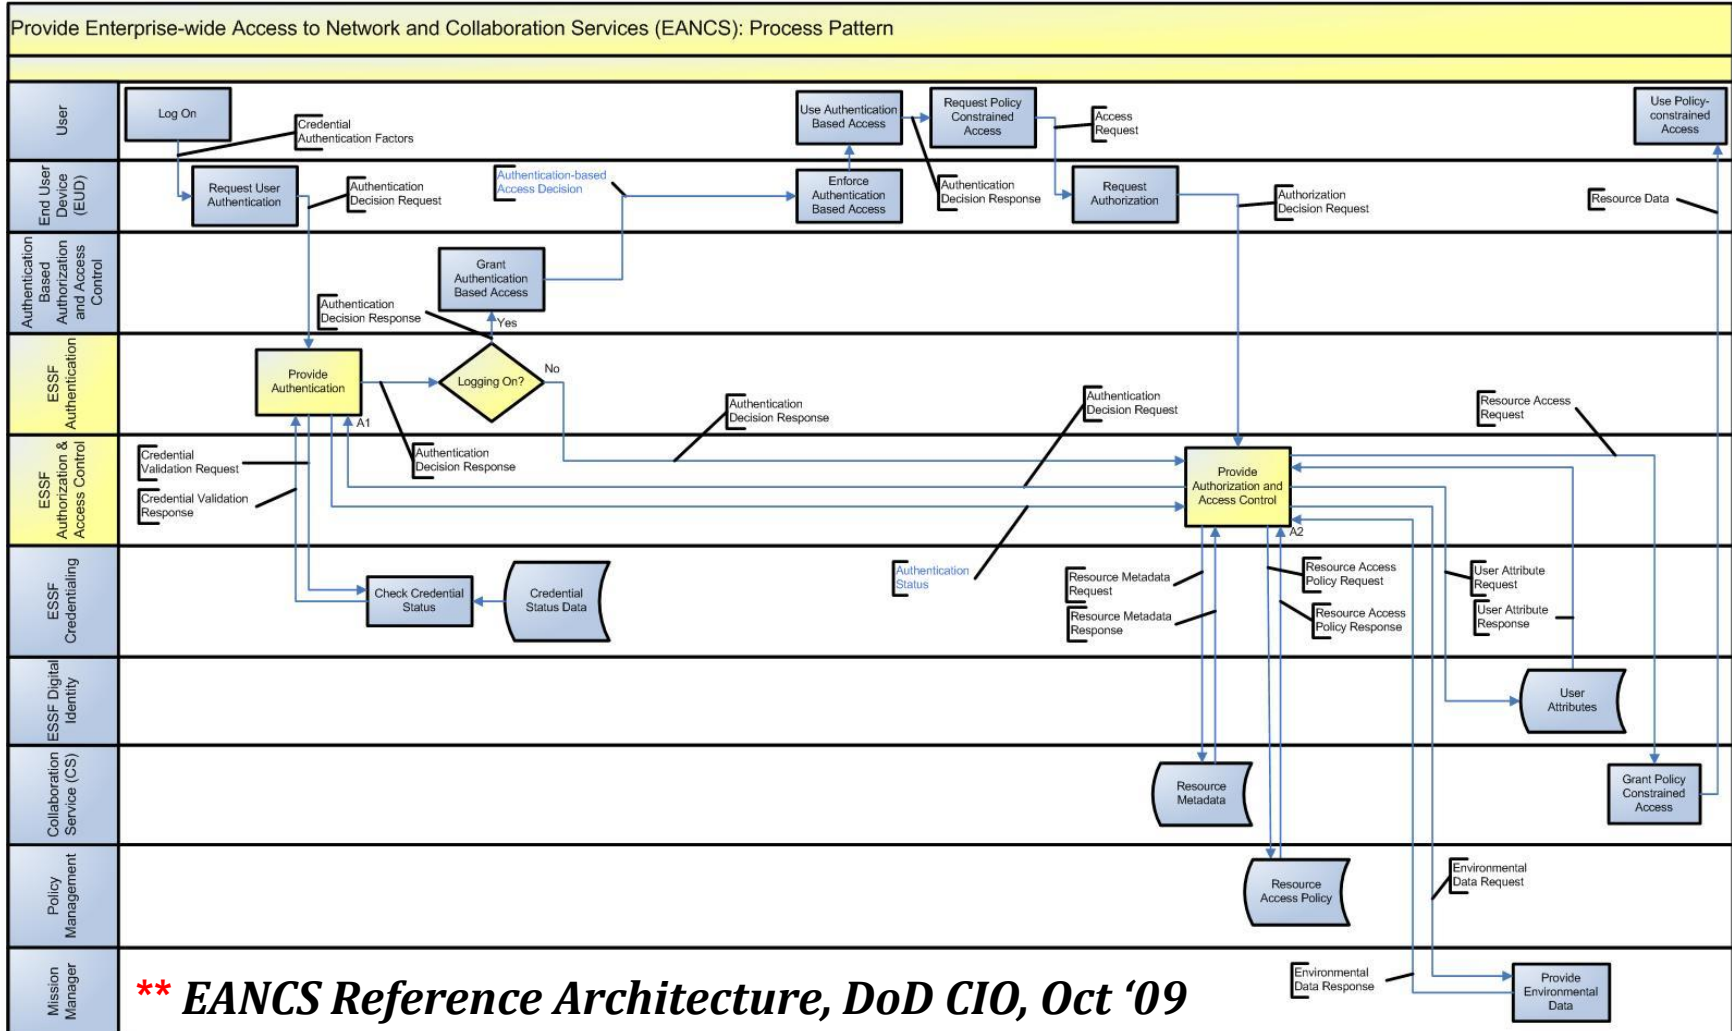 Provide Enterprise-wide Access to Network and Collaboration Services (EANCS): Process Pattern
User
Log On
Credential
Authentication Factors
Use Authentication
Based Access
Request Policy
Constrained
Access
Access
Request
Use Policy-
constrained
Access
End User
Device
(EUD)
Request User
Authentication
Authentication
Decision Request
Authentication-based
Access Decision
Enforce
Authentication
Based Access
Authentication
Decision Response
Request
Authorization
Authorization
Decision Request
Resource Data
Authentication
Based
Authorization
and Access
Control
Grant
Authentication
Based Access
Authentication
Decision Response
Yes
ESSF
Authentication
Provide
Authentication
A1
Logging On?
No
Authentication
Decision Response
Authentication
Decision Request
Resource Access
Request
ESSF
Authorization &
Access Control
Credential
Validation Request
Credential Validation
Response
Authentication
Decision Response
Provide
Authorization and
Access Control
A2
ESSF
Credentialing
Check Credential
Status
Credential
Status Data
Authentication
Status
Resource Metadata
Request
Resource Metadata
Response
Resource Access
Policy Request
Resource Access
Policy Response
User Attribute
Request
User Attribute
Response
ESSF Digital
Identity
User
Attributes
Collaboration
Service (CS)
Resource
Metadata
Grant Policy
Constrained
Access
Policy
Management
Resource
Access Policy
Environmental
Data Request
Mission
Manager
** EANCS Reference Architecture, DoD CIO, Oct ‘09
Environmental
Data Response
Provide
Environmental
Data